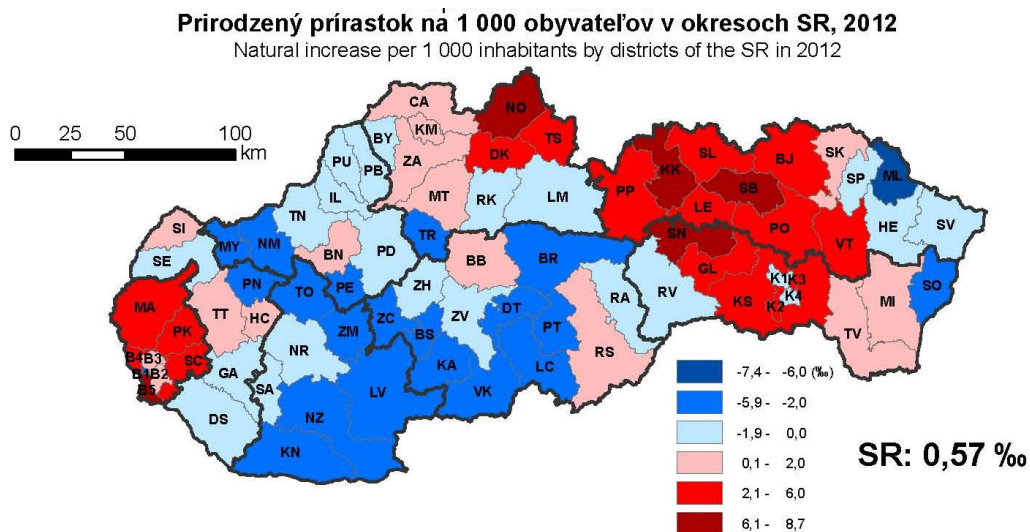 Prirodzený prírastok na 1 000 obyvateľov v okresoch SR, 2012
Natural increase per 1 000 inhabitants by districts of the SR in 2012
0 25 50 100
km
CA
NO
KM
BY
TS
DK
ZA
PU
PB
MT
IL
RK
LM
TN
SL
BJ
SK
KK
SP
ML
PP
SB
LE
PO
VT
HE
SV
SI
MY
NM
BN
PD
TR
BB
BR
SN
SE
PN
TO
PE
ZH
RA
RV
GL
K1
K3
K4
K2
KS
SO
MI
TV
MA
PK
TT
HC
ZM
ZC
BS
ZV
DT
PT
RS
B4
B3
B1
B2
B5
SC
GA
NR
KA
LC
VK
LV
SA
DS
NZ
KN
-7,4 - -6,0 (‰)
-5,9 - -2,0
-1,9 - 0,0
0,1 - 2,0
2,1 - 6,0
6,1 - 8,7
SR: 0,57 ‰